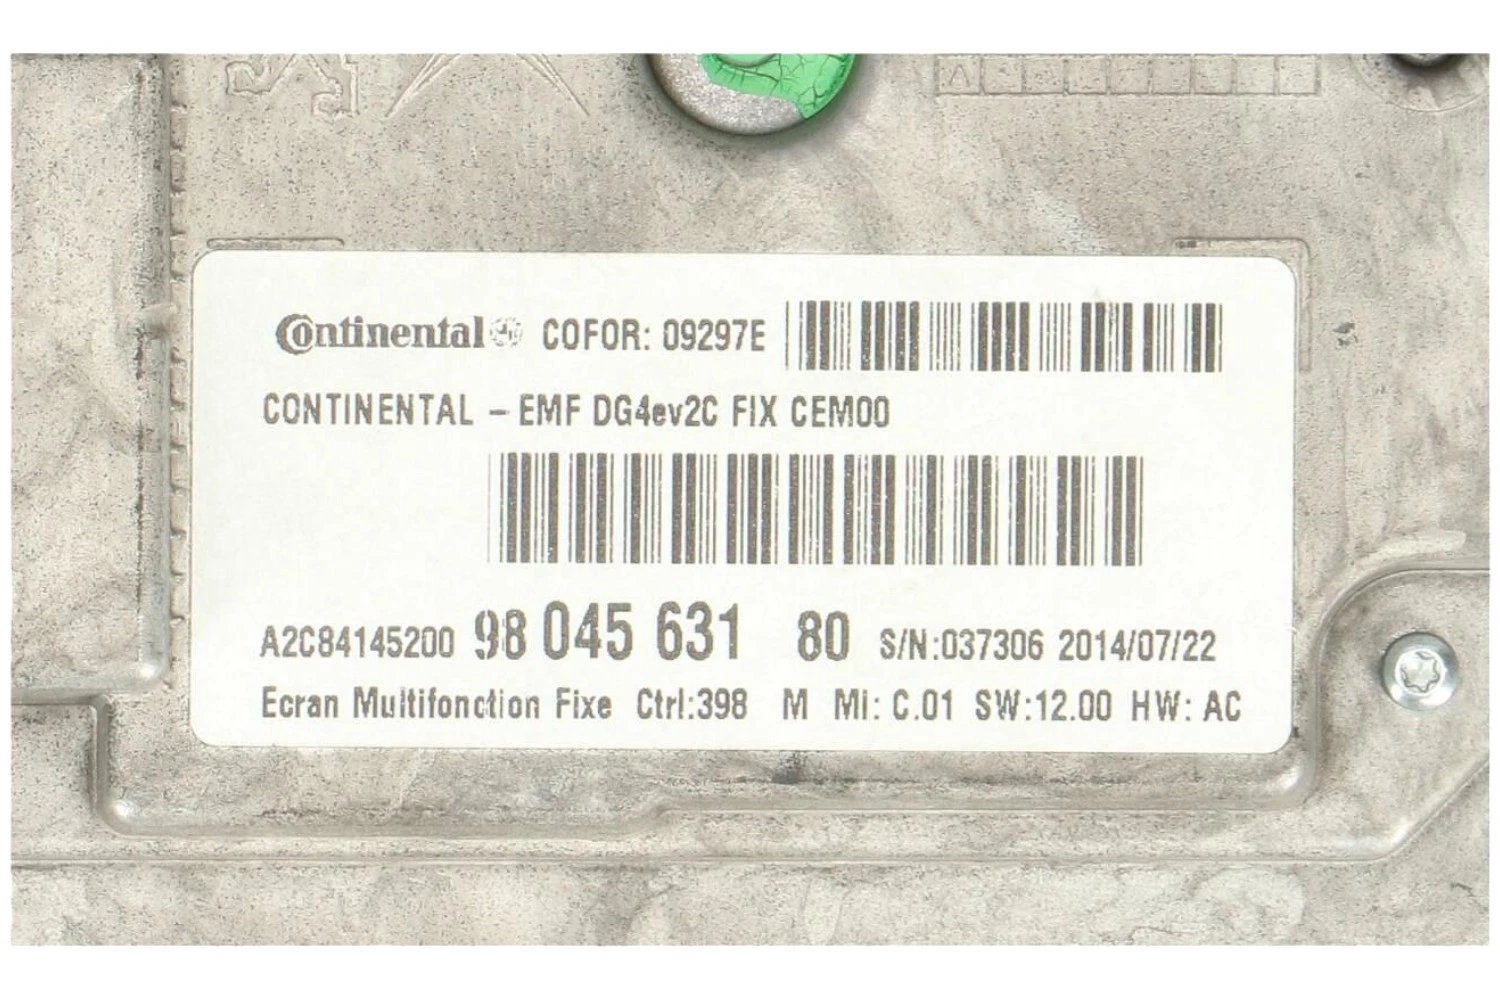 Continental COFOR: 09297E
CONTINENTAL - EMF DG4ev2C FIX CEM00
A2C84145200 98 045 631 80 S/N:037306 2014/07/22
Ecran Multifonction Fixe Ctrl:398 M Mi: C.01 SW:12.00 HW: AC